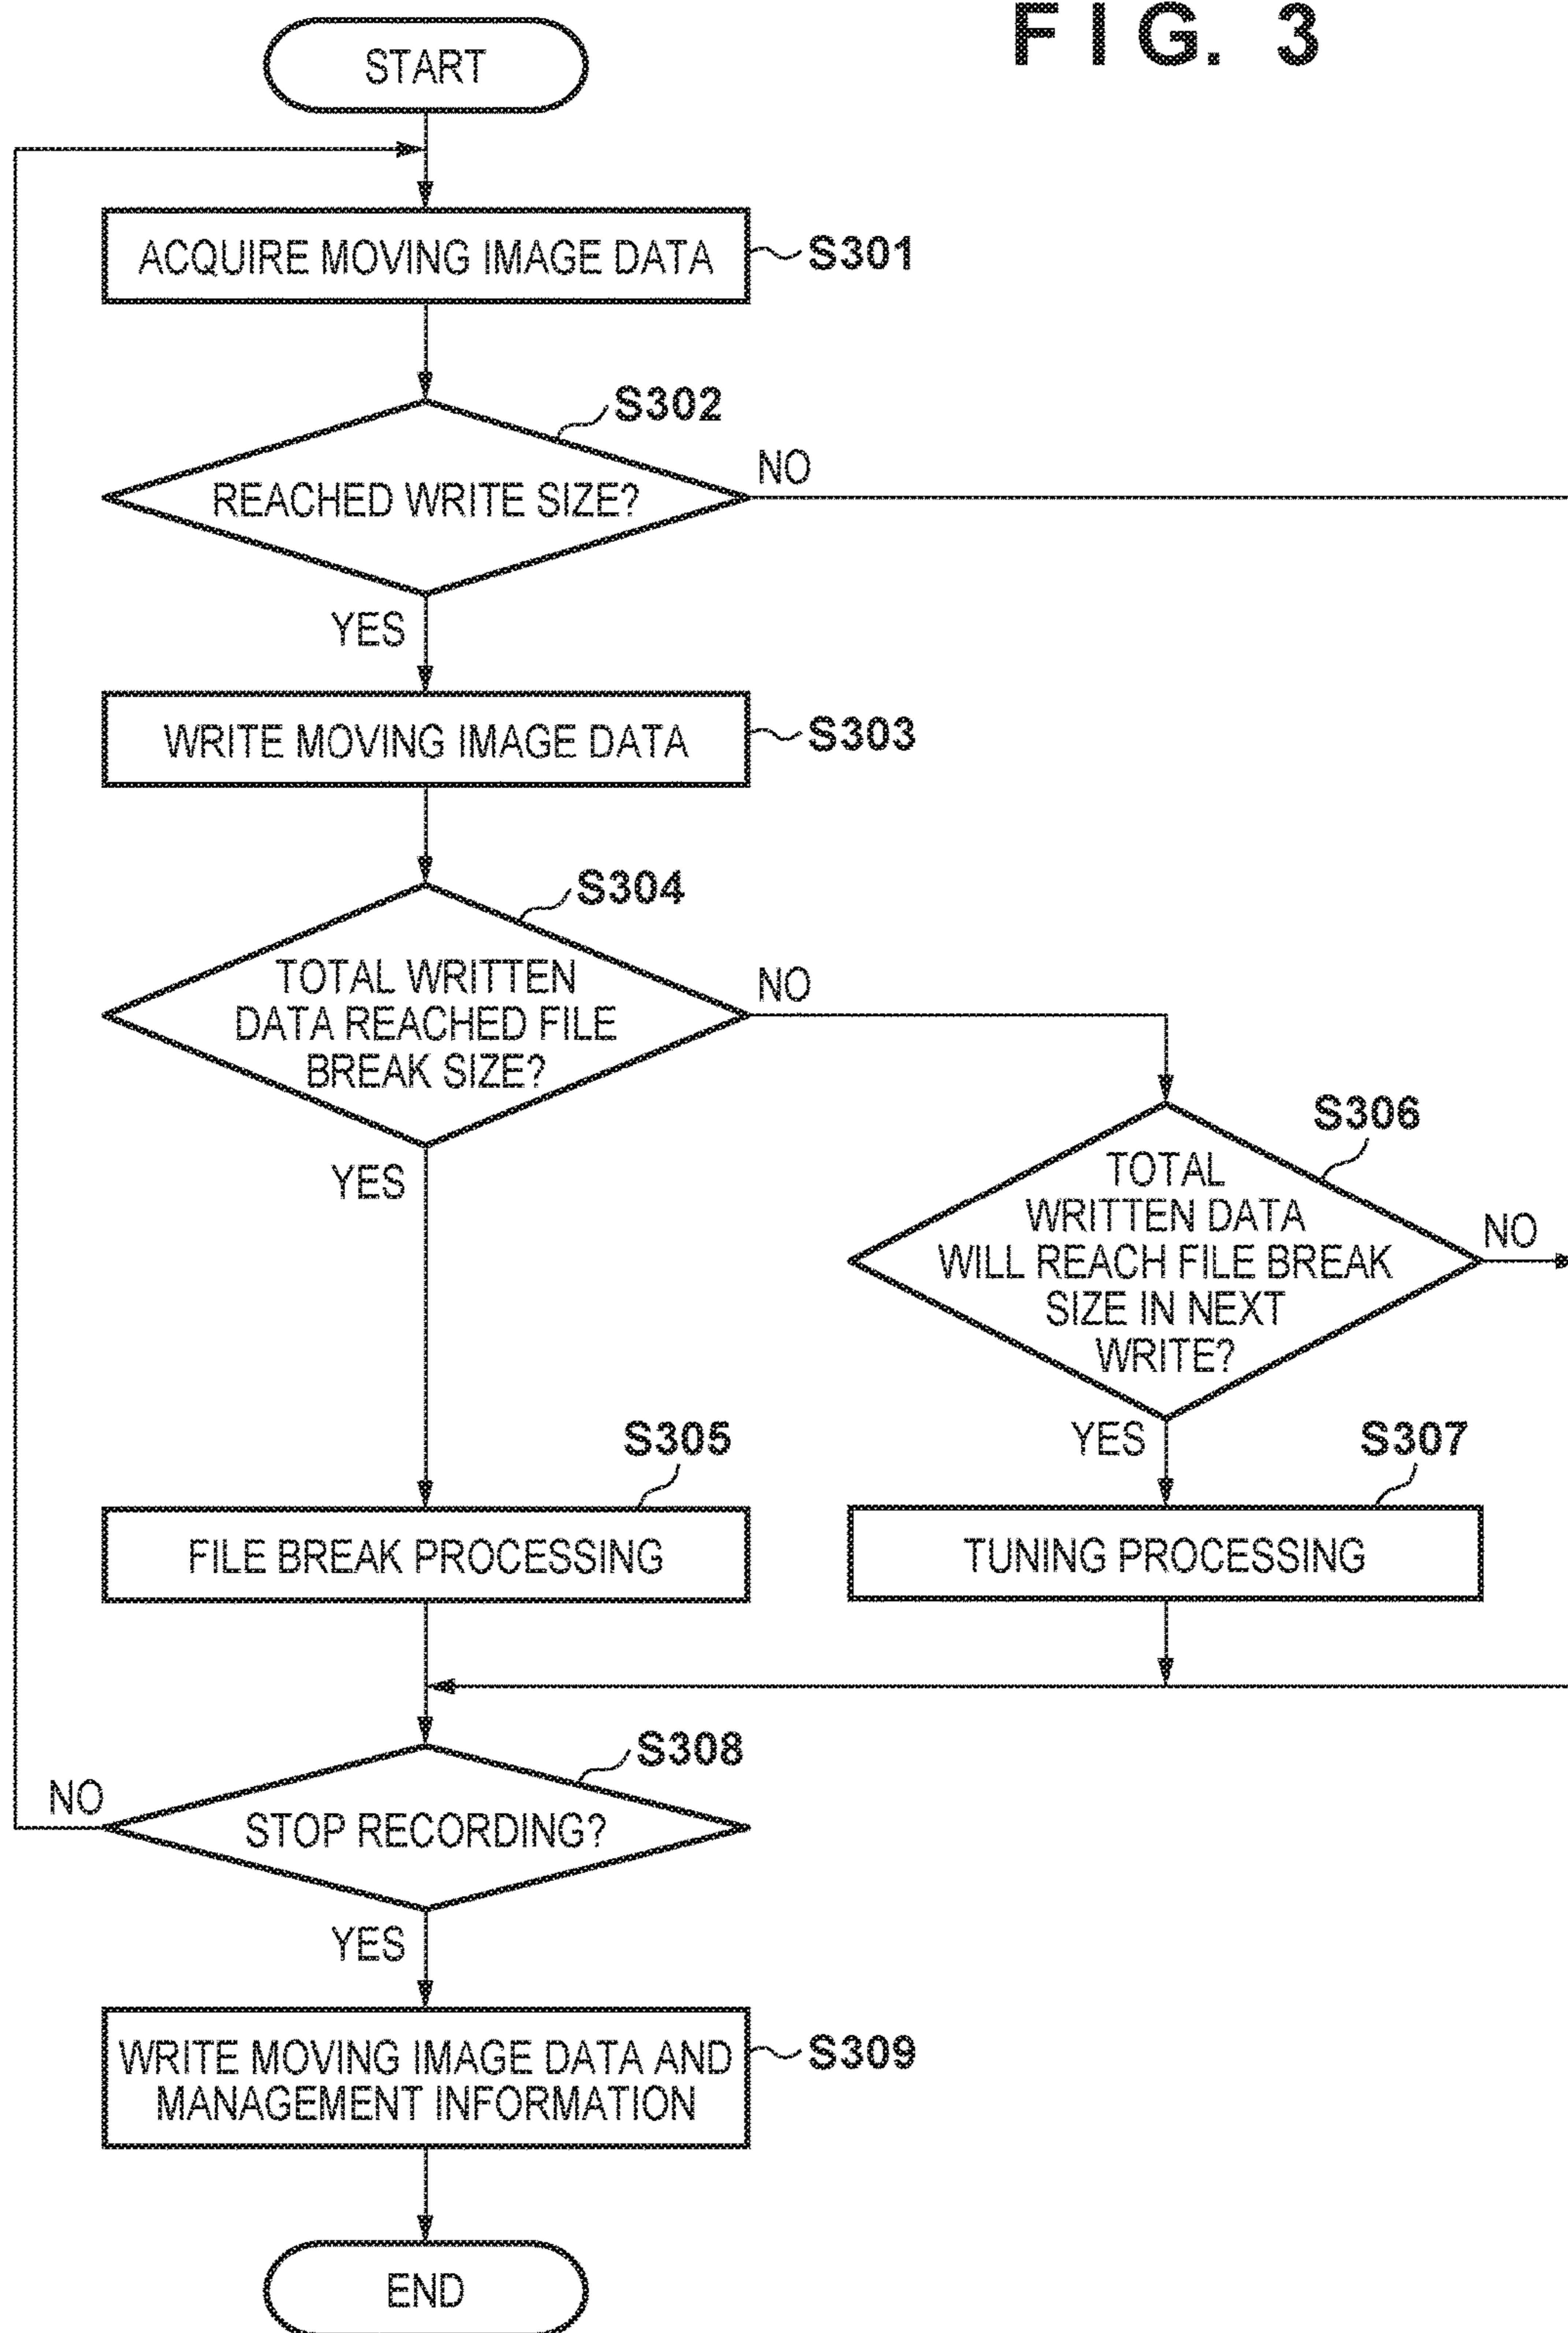 FIG. 3
START
ACQUIRE MOVING IMAGE DATA
S301
S302
REACHED WRITE SIZE?
NO
YES
WRITE MOVING IMAGE DATA
S303
S304
TOTAL WRITTEN
DATA REACHED FILE
BREAK SIZE?
NO
YES
S306
TOTAL
WRITTEN DATA
WILL REACH FILE BREAK
SIZE IN NEXT
WRITE?
NO
YES
S305
FILE BREAK PROCESSING
S307
TUNING PROCESSING
S308
STOP RECORDING?
NO
YES
WRITE MOVING IMAGE DATA AND
MANAGEMENT INFORMATION
S309
END